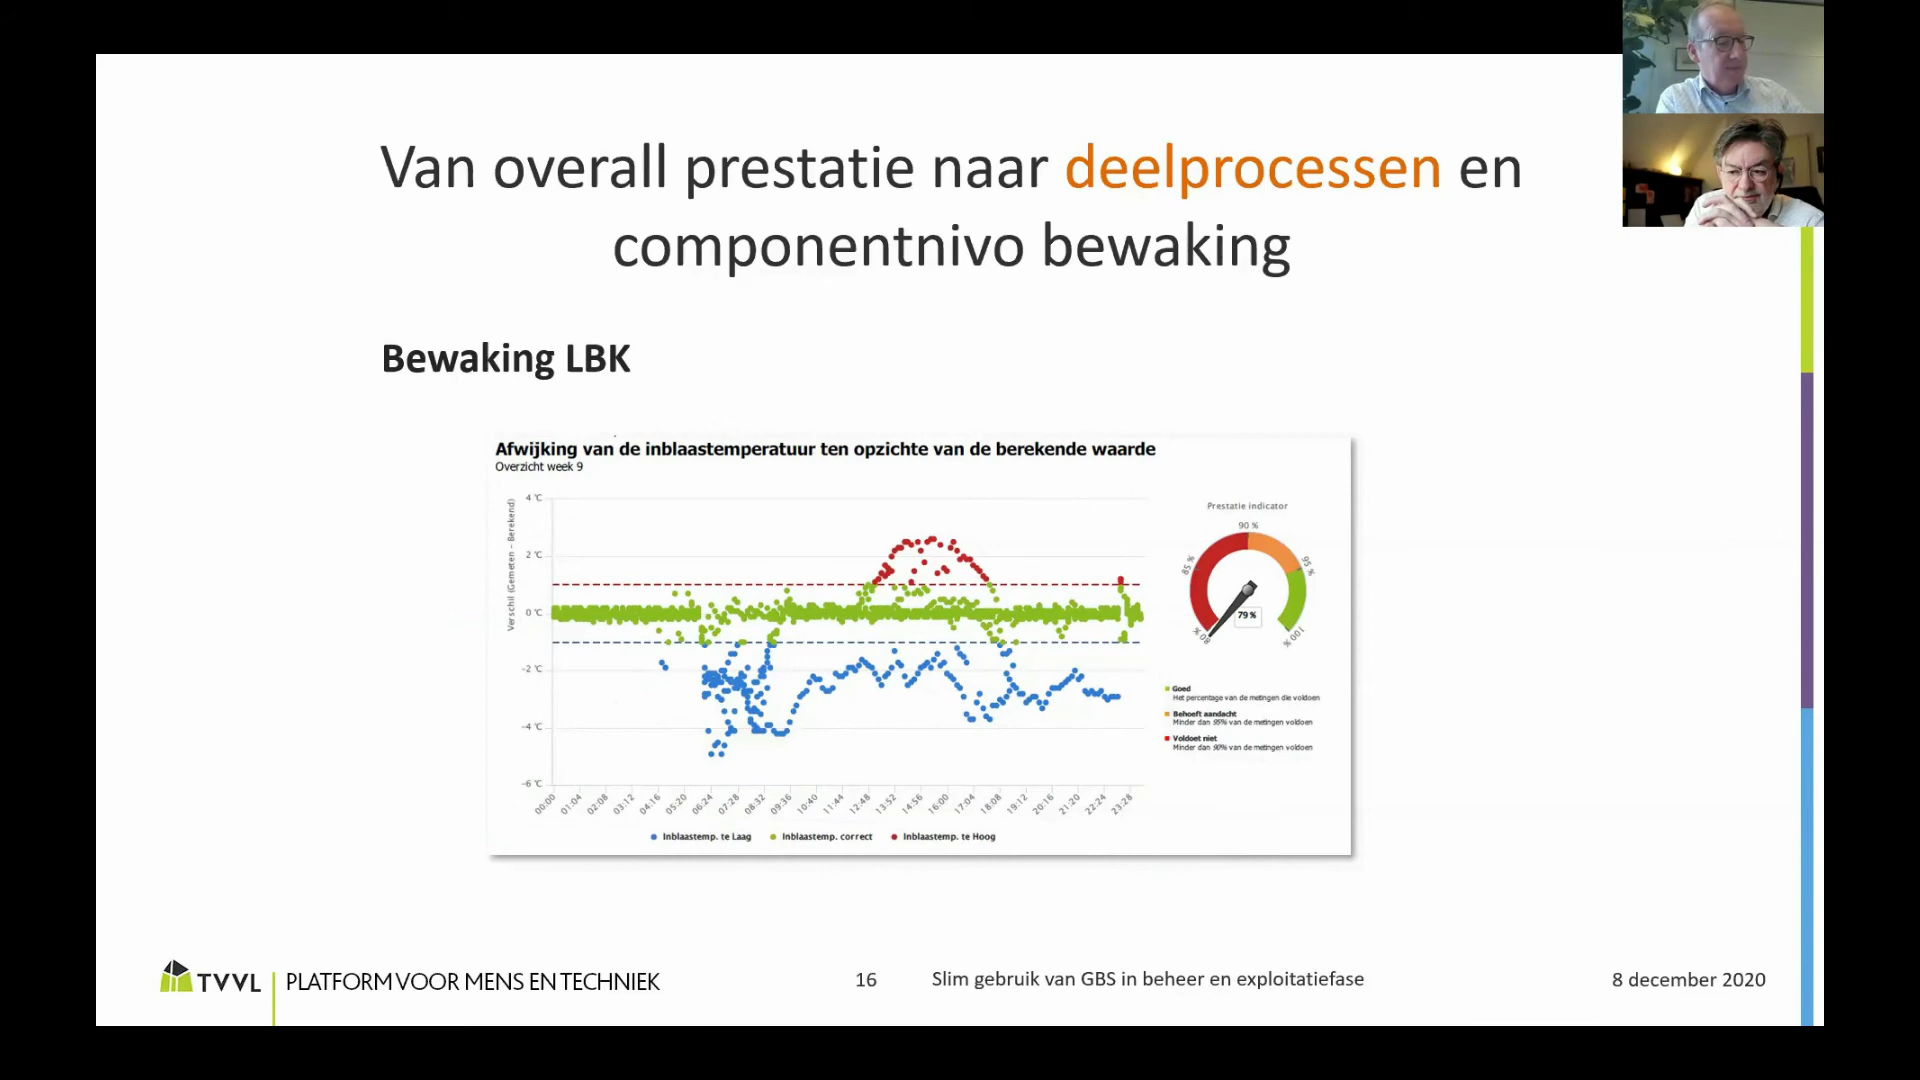 Van overall prestatie naar deelprocessen en
componentnivo bewaking
Bewaking LBK
Afwijking van de inblaastemperatuur ten opzichte van de berekende waarde
Overzicht week 9
Verschil (Gemeten - Berekend)
4 °C
2 °C
0 °C
-2 °C
-4 °C
-6 °C
00:00 01:04 02:08 03:12 04:16 05:20 06:24 07:28 08:32 09:36 10:40 11:44 12:48 13:52 14:56 16:00 17:04 18:08 19:12 20:16 21:20 22:24 23:28
Inblaastemp. te Laag Inblaastemp. correct Inblaastemp. te Hoog
Prestatie indicator
90 %
85 % 95 %
79 %
80 % 100 %
Goed
Het percentage van de metingen die voldoen
Behoeft aandacht
Minder dan 95% van de metingen voldoen
Voldoet niet
Minder dan 90% van de metingen voldoen
TVVL PLATFORM VOOR MENS EN TECHNIEK
16 Slim gebruik van GBS in beheer en exploitatiefase 8 december 2020